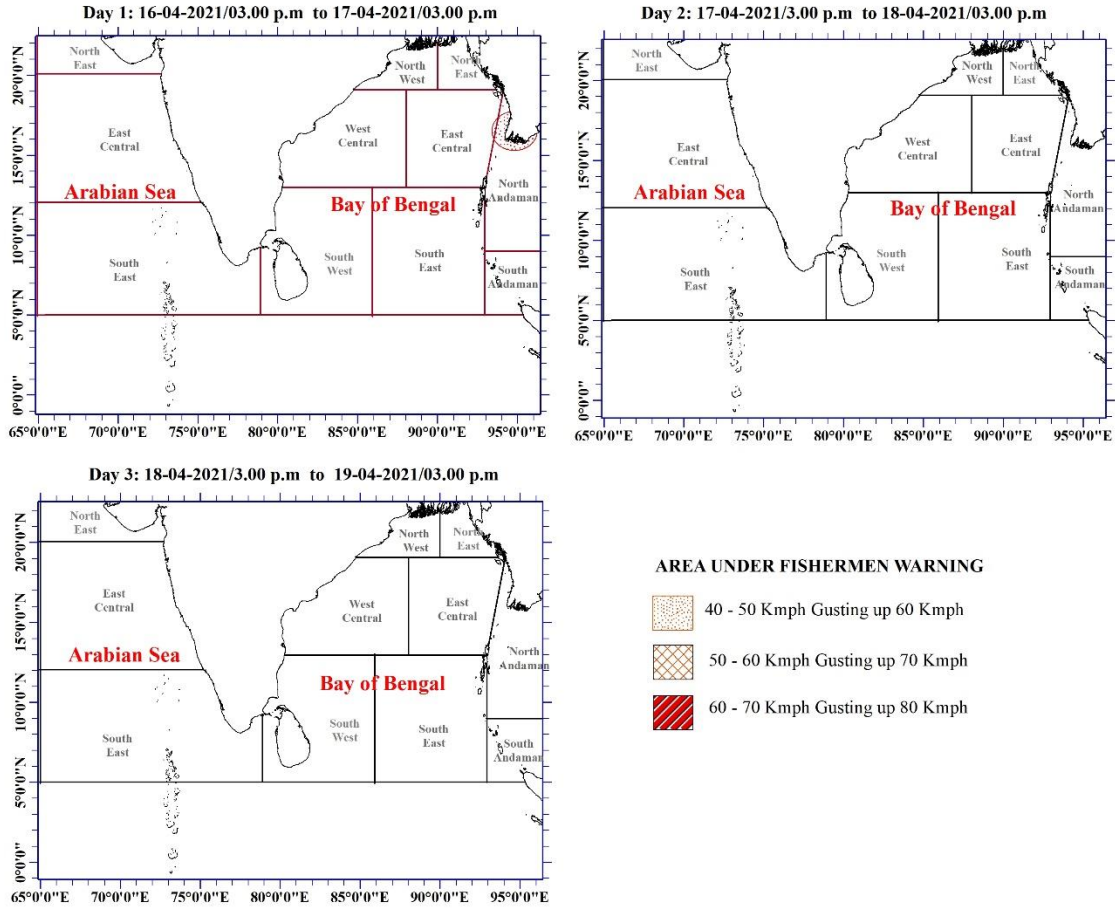 Day 1: 16-04-2021/03.00 p.m to 17-04-2021/03.00 p.m
North
East
North
West
North
East
East
Central
West
Central
East
Central
Arabian Sea
Bay of Bengal
North
Andaman
South
East
South
West
South
East
South
Andaman
20°0'0"N
15°0'0"N
10°0'0"N
5°0'0"N
0°0'0"
65°0'0"E 70°0'0"E 75°0'0"E 80°0'0"E 85°0'0"E 90°0'0"E 95°0'0"E
Day 2: 17-04-2021/3.00 p.m to 18-04-2021/03.00 p.m
North
East
North
West
North
East
East
Central
West
Central
East
Central
Arabian Sea
Bay of Bengal
North
Andaman
South
East
South
West
South
East
South
Andaman
20°0'0"N
15°0'0"N
10°0'0"N
5°0'0"N
0°0'0"
65°0'0"E 70°0'0"E 75°0'0"E 80°0'0"E 85°0'0"E 90°0'0"E 95°0'0"E
Day 3: 18-04-2021/3.00 p.m to 19-04-2021/03.00 p.m
North
East
North
West
North
East
East
Central
West
Central
East
Central
Arabian Sea
Bay of Bengal
North
Andaman
South
East
South
West
South
East
South
Andaman
20°0'0"N
15°0'0"N
10°0'0"N
5°0'0"N
0°0'0"
65°0'0"E 70°0'0"E 75°0'0"E 80°0'0"E 85°0'0"E 90°0'0"E 95°0'0"E
AREA UNDER FISHERMEN WARNING
40 - 50 Kmph Gusting up 60 Kmph
50 - 60 Kmph Gusting up 70 Kmph
60 - 70 Kmph Gusting up 80 Kmph